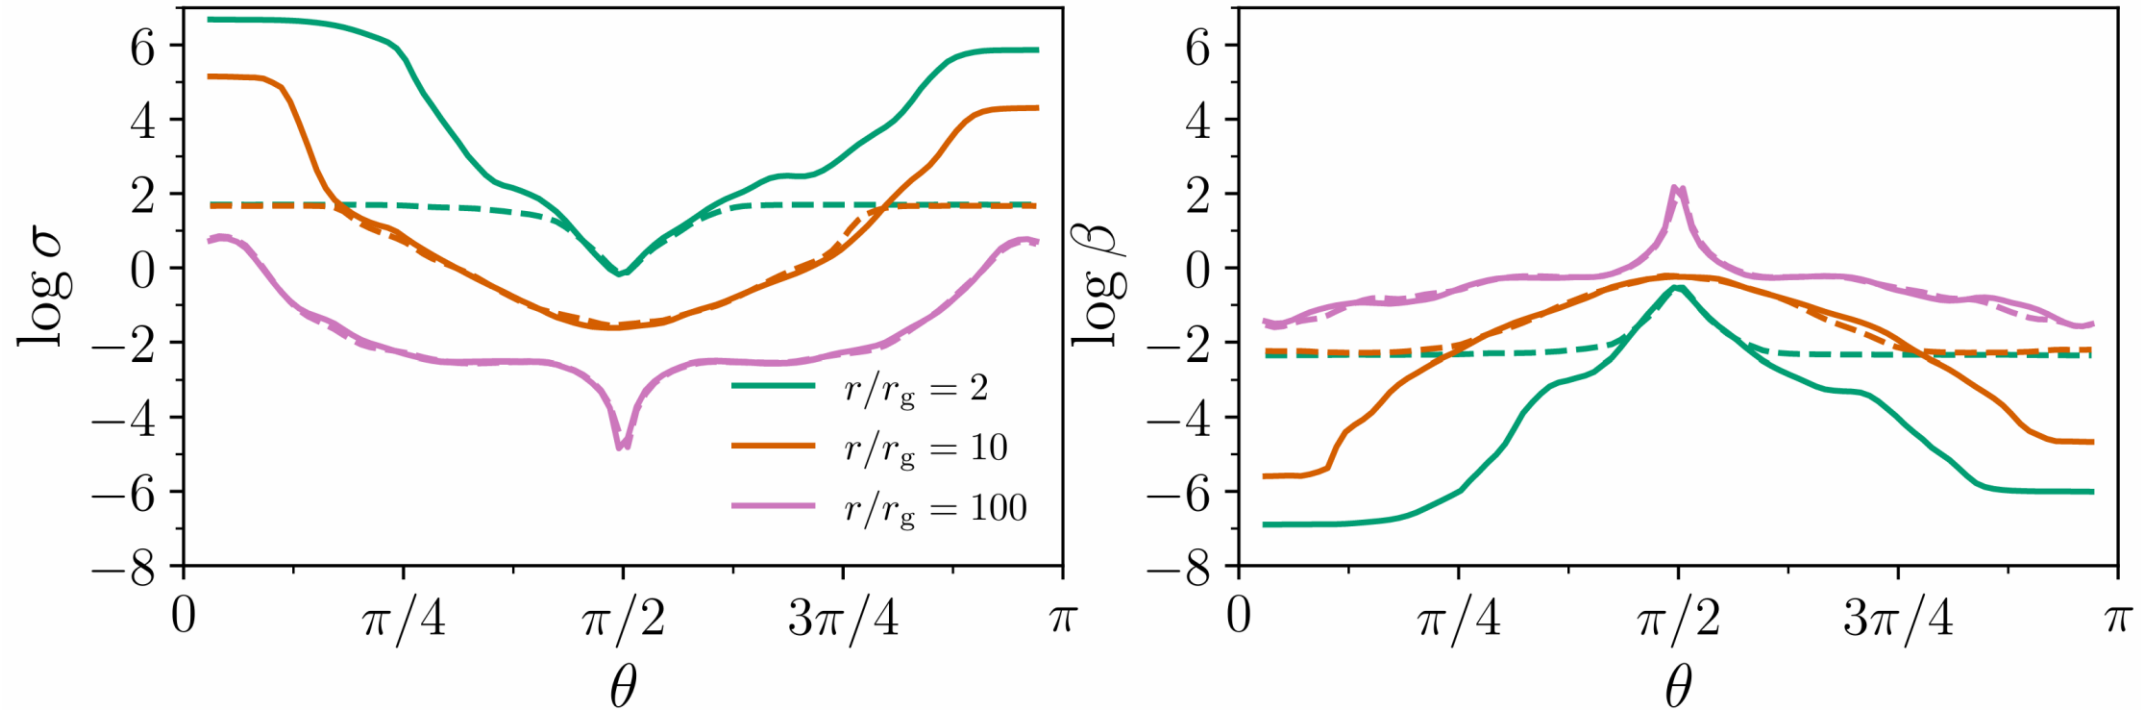 log σ
6
4
2
0
−2
−4
−6
−8
r/r_g = 2
r/r_g = 10
r/r_g = 100
0
π/4
π/2
3π/4
π
θ
log β
6
4
2
0
−2
−4
−6
−8
0
π/4
π/2
3π/4
π
θ